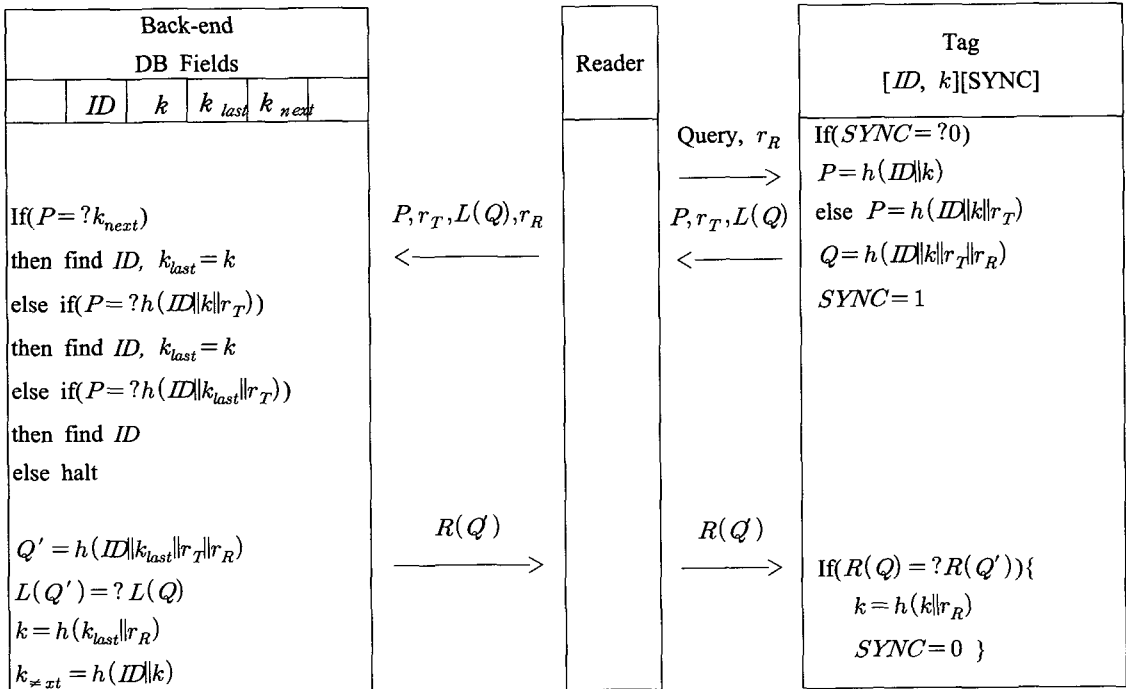 Back-end
DB Fields
ID k k_last k_next
If(P=?k_next)
then find ID, k_last=k
else if(P=?h(ID||k||r_T))
then find ID, k_last=k
else if(P=?h(ID||k_last||r_T))
then find ID
else halt
Q'=h(ID||k_last||r_T||r_R)
L(Q')=?L(Q)
k=h(k_last||r_R)
k_≠xt=h(ID||k)
P,r_T,L(Q),r_R
R(Q')
Reader
Query, r_R
P,r_T,L(Q)
R(Q')
Tag
[ID, k][SYNC]
If(SYNC=?0)
P=h(ID||k)
else P=h(ID||k||r_T)
Q=h(ID||k||r_T||r_R)
SYNC=1
If(R(Q)=?R(Q')){
k=h(k||r_R)
SYNC=0 }